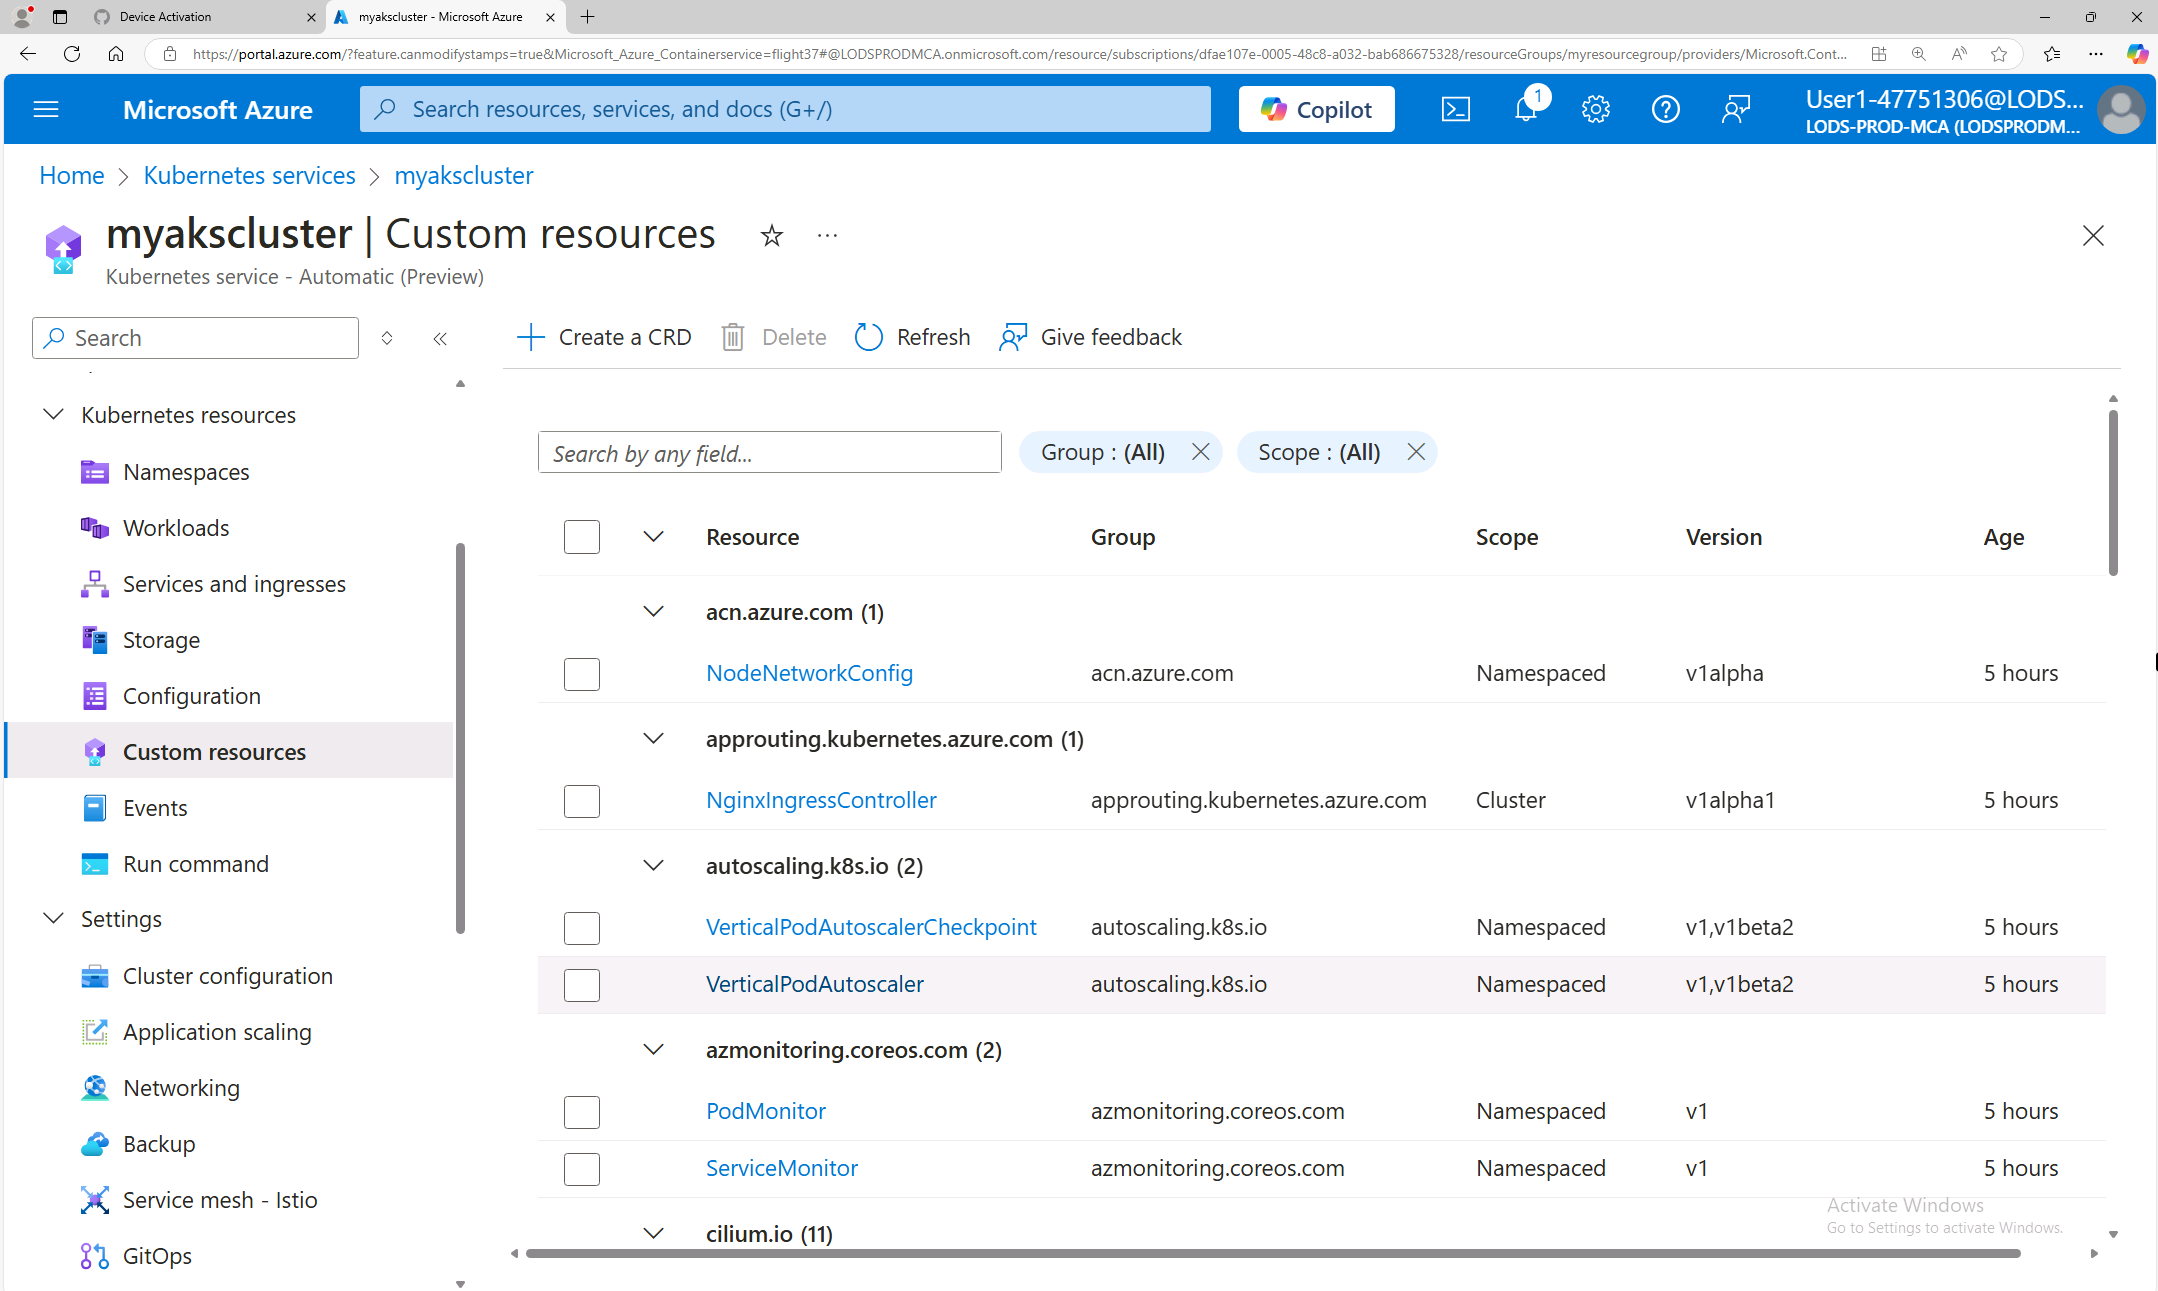 Device Activation
myakscluster - Microsoft Azure
https://portal.azure.com/?feature.canmodifystamps=true&Microsoft_Azure_Containerservice=flight37#@LODSPRODMCA.onmicrosoft.com/resource/subscriptions/dfae107e-0005-48c8-a032-bab686675328/resourceGroups/myresourcegroup/providers/Microsoft.Cont...
Microsoft Azure
Search resources, services, and docs (G+/)
Copilot
1
User1-47751306@LODS...
LODS-PROD-MCA (LODSPRODM...
Home > Kubernetes services > myakscluster
myakscluster | Custom resources
Kubernetes service - Automatic (Preview)
Search
Create a CRD
Delete
Refresh
Give feedback
Kubernetes resources
Namespaces
Workloads
Services and ingresses
Storage
Configuration
Custom resources
Events
Run command
Settings
Cluster configuration
Application scaling
Networking
Backup
Service mesh - Istio
GitOps
Search by any field...
Group : (All)
Scope : (All)
Resource Group Scope Version Age
acn.azure.com (1)
NodeNetworkConfig acn.azure.com Namespaced v1alpha 5 hours
approuting.kubernetes.azure.com (1)
NginxIngressController approuting.kubernetes.azure.com Cluster v1alpha1 5 hours
autoscaling.k8s.io (2)
VerticalPodAutoscalerCheckpoint autoscaling.k8s.io Namespaced v1,v1beta2 5 hours
VerticalPodAutoscaler autoscaling.k8s.io Namespaced v1,v1beta2 5 hours
azmonitoring.coreos.com (2)
PodMonitor azmonitoring.coreos.com Namespaced v1 5 hours
ServiceMonitor azmonitoring.coreos.com Namespaced v1 5 hours
cilium.io (11)
Activate Windows
Go to Settings to activate Windows.